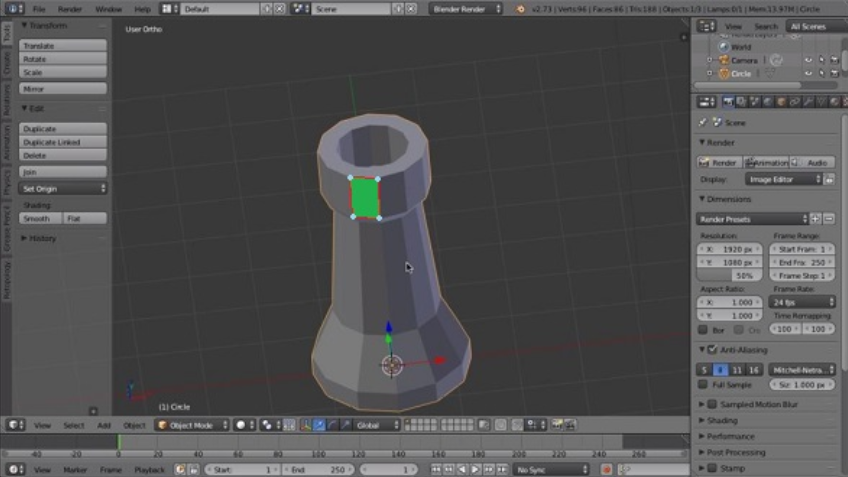 File Render Window Help Default Scene Blender Render v2.73 | Verts:96 | Faces:86 | Tris:188 | Objects:1/3 | Lamps:0/1 | Mem:13.97M | Circle
Transform
User Ortho
View Search All Scenes
Translate
Rotate
Scale
Mirror
World
Camera
Circle
Edit
Duplicate
Duplicate Linked
Delete
Join
Set Origin
Shading:
Smooth Flat
History
Tools
Create
Relations
Animation
Physics
Grease Pencil
Retopology
Scene
Render
Render Animation Audio
Display: Image Editor
Dimensions
Render Presets
Resolution: Frame Range:
X: 1920 px Start Fram: 1
Y: 1080 px End Fra: 250
50% Frame Step: 1
Aspect Ratio: Frame Rate:
X: 1.000 24 fps
Y: 1.000 Time Remapping
Bor Cro 100 100
Anti-Aliasing
5 8 11 16 Mitchell-Netra
Full Sample Siz: 1.000 px
Sampled Motion Blur
Shading
Performance
Post Processing
Stamp
(1) Circle
View Select Add Object Object Mode Global
-40 -20 0 20 40 60 80 100 120 140 160 180 200 220 240 260
View Marker Frame Playback Start: 1 End: 250 1 No Sync